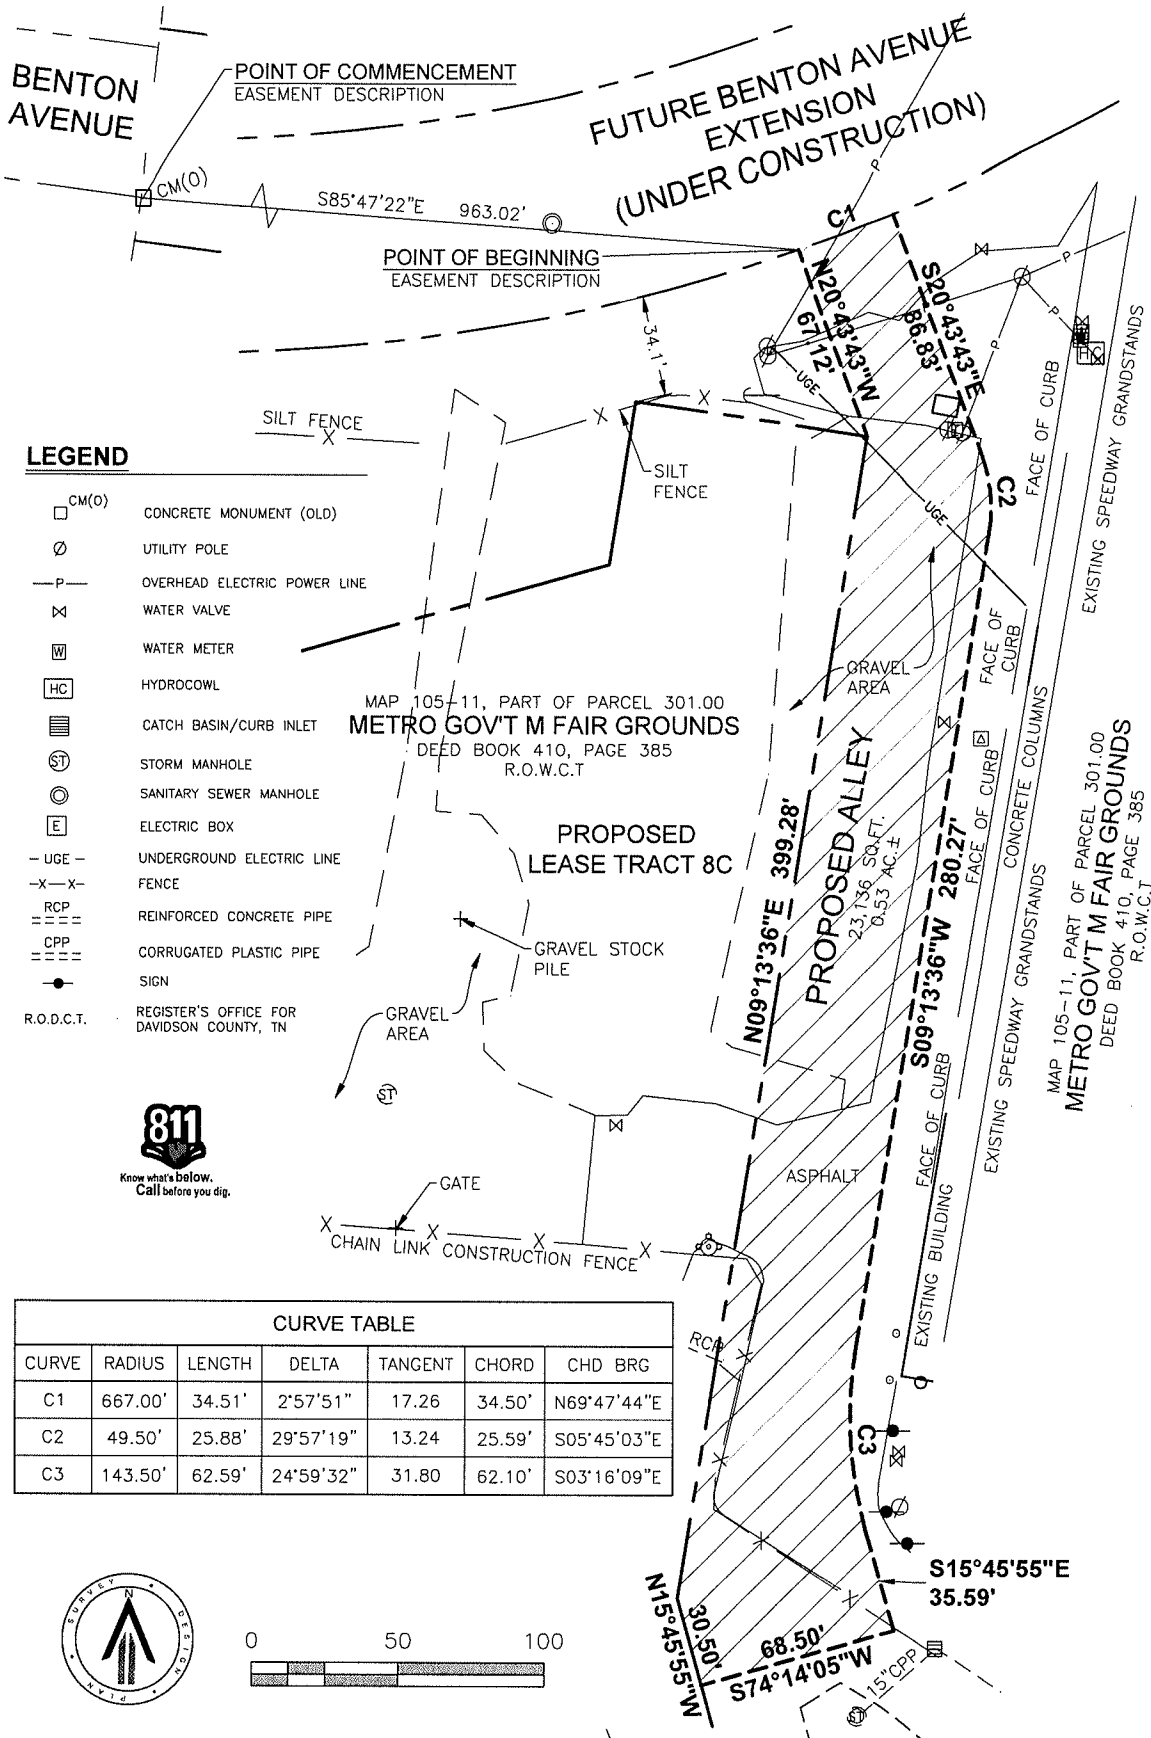 BENTON
AVENUE
POINT OF COMMENCEMENT
EASEMENT DESCRIPTION
FUTURE BENTON AVENUE
EXTENSION
(UNDER CONSTRUCTION)
CM(O)
S85°47'22"E 963.02'
POINT OF BEGINNING
EASEMENT DESCRIPTION
C1
N20°43'43"W
67.12'
S20°43'43"E
86.83'
P
P
P
P
34.1'
UGE
UGE
H
C
SILT FENCE
X
X
X
SILT
FENCE
C2
FACE OF CURB
EXISTING SPEEDWAY GRANDSTANDS
LEGEND
CM(O) CONCRETE MONUMENT (OLD)
UTILITY POLE
—P— OVERHEAD ELECTRIC POWER LINE
WATER VALVE
W WATER METER
HC HYDROCOWL
CATCH BASIN/CURB INLET
ST STORM MANHOLE
SANITARY SEWER MANHOLE
E ELECTRIC BOX
– UGE – UNDERGROUND ELECTRIC LINE
–X—X– FENCE
RCP REINFORCED CONCRETE PIPE
CPP CORRUGATED PLASTIC PIPE
SIGN
R.O.D.C.T. REGISTER'S OFFICE FOR
DAVIDSON COUNTY, TN
MAP 105-11, PART OF PARCEL 301.00
METRO GOV'T M FAIR GROUNDS
DEED BOOK 410, PAGE 385
R.O.W.C.T
PROPOSED
LEASE TRACT 8C
GRAVEL
AREA
FACE OF
CURB
N09°13'36"E 399.28'
PROPOSED ALLEY
23,136 SQ.FT.
0.53 AC.±
S09°13'36"W 280.27'
FACE OF CURB
CONCRETE COLUMNS
EXISTING SPEEDWAY GRANDSTANDS
MAP 105-11, PART OF PARCEL 301.00
METRO GOV'T M FAIR GROUNDS
DEED BOOK 410, PAGE 385
R.O.W.C.T
GRAVEL STOCK
PILE
GRAVEL
AREA
ST
811
Know what's below.
Call before you dig.
GATE
X X X X
CHAIN LINK CONSTRUCTION FENCE
ASPHALT
FACE OF CURB
EXISTING BUILDING
RCP
CURVE TABLE
CURVE RADIUS LENGTH DELTA TANGENT CHORD CHD BRG
C1 667.00' 34.51' 2°57'51" 17.26 34.50' N69°47'44"E
C2 49.50' 25.88' 29°57'19" 13.24 25.59' S05°45'03"E
C3 143.50' 62.59' 24°59'32" 31.80 62.10' S03°16'09"E
C3
S15°45'55"E
35.59'
N15°45'55"W
30.50'
68.50'
S74°14'05"W
15"CPP
ST
SURVEY
DESIGN
PLAN
N
0 50 100